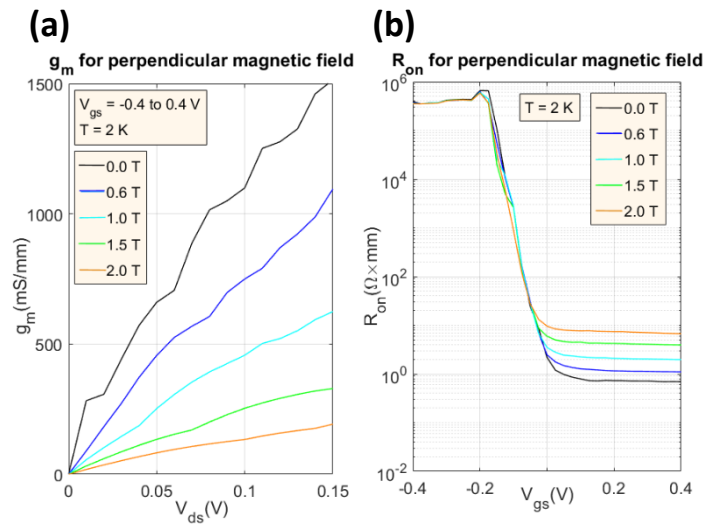 (a)
g_m for perpendicular magnetic field
1500
1000
500
0
g_m(mS/mm)
V_gs = -0.4 to 0.4 V
T = 2 K
0.0 T
0.6 T
1.0 T
1.5 T
2.0 T
0
0.05
0.1
0.15
V_ds(V)
(b)
R_on for perpendicular magnetic field
10^6
10^4
10^2
10^0
10^-2
R_on(Ω×mm)
T = 2 K
0.0 T
0.6 T
1.0 T
1.5 T
2.0 T
-0.4
-0.2
0
0.2
0.4
V_gs(V)